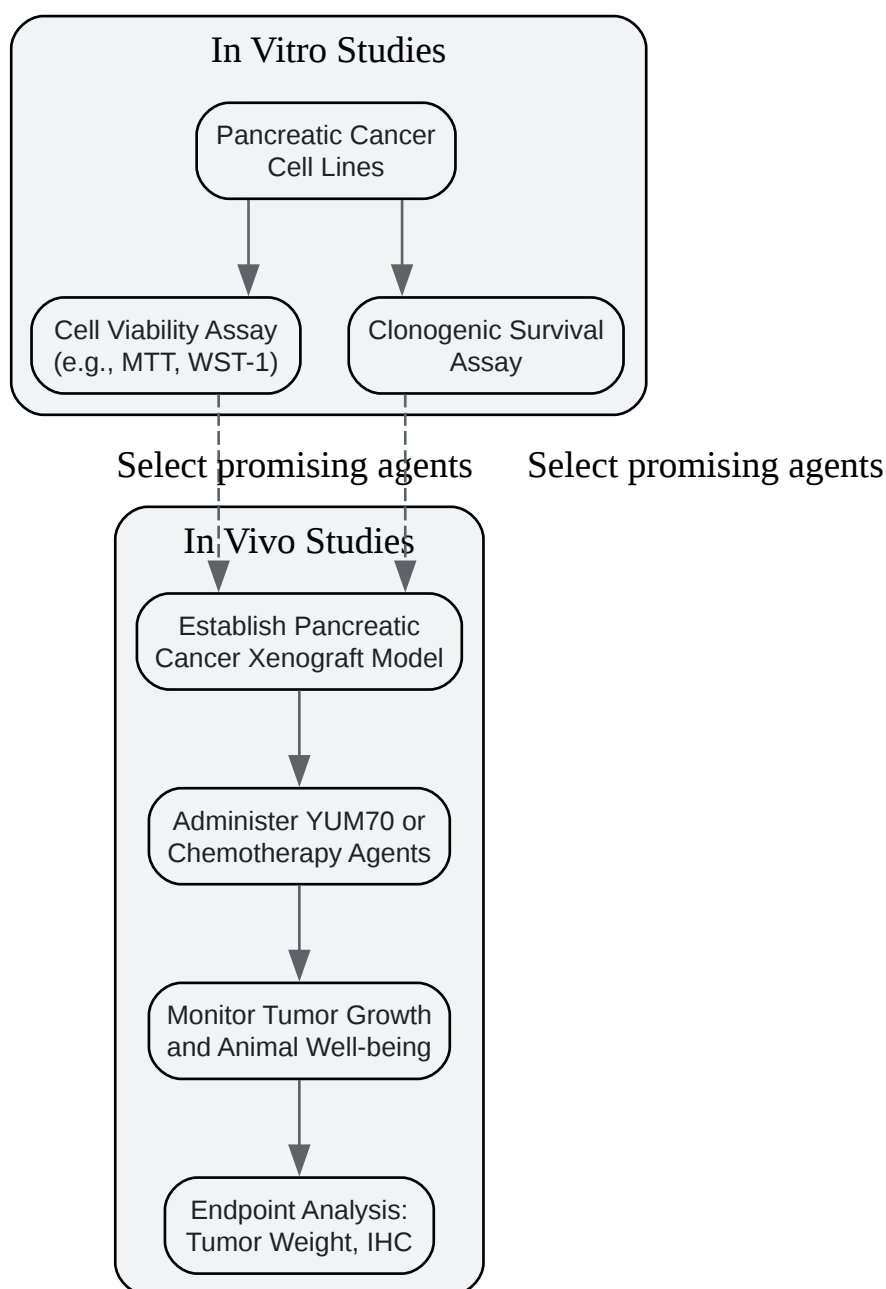 In Vitro Studies
Pancreatic Cancer
Cell Lines
Cell Viability Assay
(e.g., MTT, WST-1)
Clonogenic Survival
Assay
Select promising agents
Select promising agents
In Vivo Studies
Establish Pancreatic
Cancer Xenograft Model
Administer YUM70 or
Chemotherapy Agents
Monitor Tumor Growth
and Animal Well-being
Endpoint Analysis:
Tumor Weight, IHC